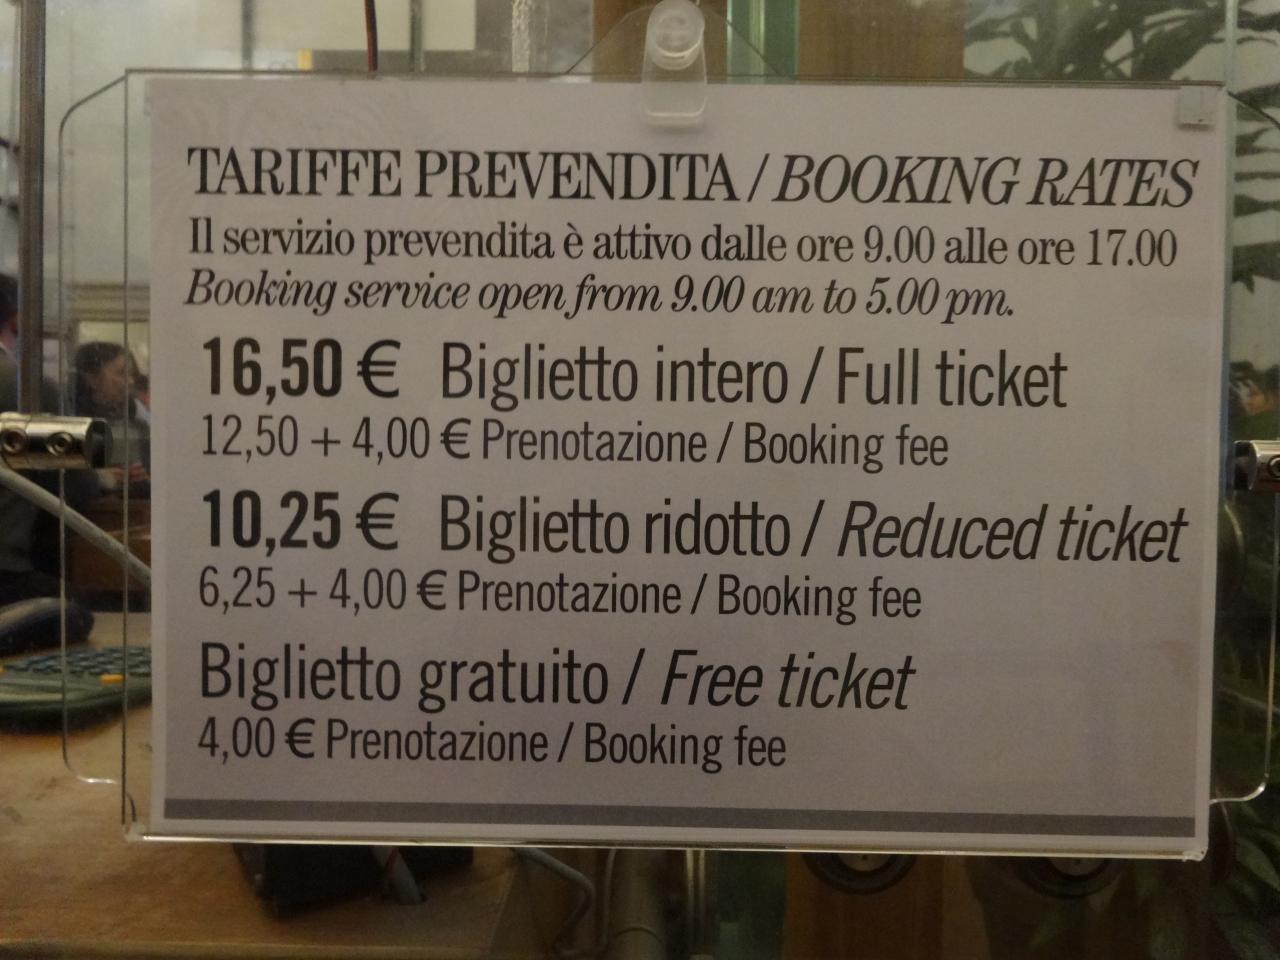 TARIFFE PREVENDITA / BOOKING RATES
Il servizio prevendita è attivo dalle ore 9.00 alle ore 17.00
Booking service open from 9.00 am to 5.00 pm.
16,50 € Biglietto intero / Full ticket
12,50 + 4,00 € Prenotazione / Booking fee
10,25 € Biglietto ridotto / Reduced ticket
6,25 + 4,00 € Prenotazione / Booking fee
Biglietto gratuito / Free ticket
4,00 € Prenotazione / Booking fee